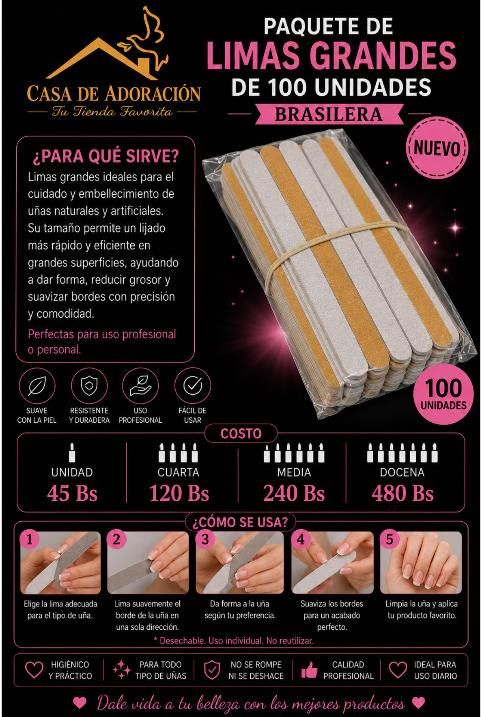 CASA DE ADORACIÓN
Tu Tienda Favorita
PAQUETE DE
LIMAS GRANDES
DE 100 UNIDADES
BRASILERA
NUEVO
¿PARA QUÉ SIRVE?
Limas grandes ideales para el
cuidado y embellecimiento de
uñas naturales y artificiales.
Su tamaño permite un lijado
más rápido y eficiente en
grandes superficies, ayudando
a dar forma, reducir grosor y
suavizar bordes con precisión
y comodidad.
Perfectas para uso profesional
o personal.
SUAVE
CON LA PIEL
RESISTENTE
Y DURADERA
USO
PROFESIONAL
FÁCIL DE
USAR
100
UNIDADES
COSTO
UNIDAD
45 Bs
CUARTA
120 Bs
MEDIA
240 Bs
DOCENA
480 Bs
¿CÓMO SE USA?
1
Elige la lima adecuada
para el tipo de uña.
2
Lima suavemente el
borde de la uña en
una sola dirección.
3
Da forma a la uña
según tu preferencia.
4
Suaviza los bordes
para un acabado
perfecto.
5
Limpia la uña y aplica
tu producto favorito.
* Desechable. Uso individual. No reutilizar.
HIGIÉNICO
Y PRÁCTICO
PARA TODO
TIPO DE UÑAS
NO SE ROMPE
NI SE DESHACE
CALIDAD
PROFESIONAL
IDEAL PARA
USO DIARIO
Dale vida a tu belleza con los mejores productos